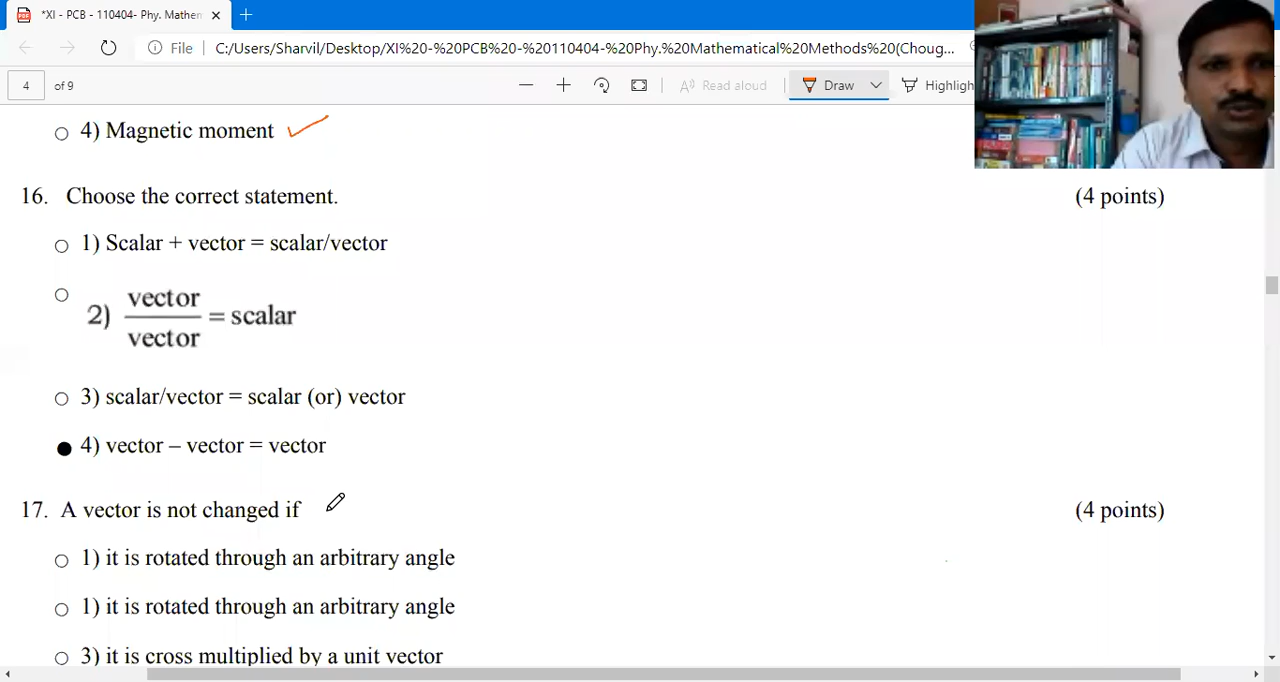 *XI - PCB - 110404- Phy. Mathem
File
C:/Users/Sharvil/Desktop/XI%20-%20PCB%20-%20110404-%20Phy.%20Mathematical%20Methods%20(Choug...
4 of 9
Read aloud
Draw
Highligh
4) Magnetic moment
16. Choose the correct statement. (4 points)
1) Scalar + vector = scalar/vector
2) vector / vector = scalar
3) scalar/vector = scalar (or) vector
4) vector – vector = vector
17. A vector is not changed if (4 points)
1) it is rotated through an arbitrary angle
1) it is rotated through an arbitrary angle
3) it is cross multiplied by a unit vector